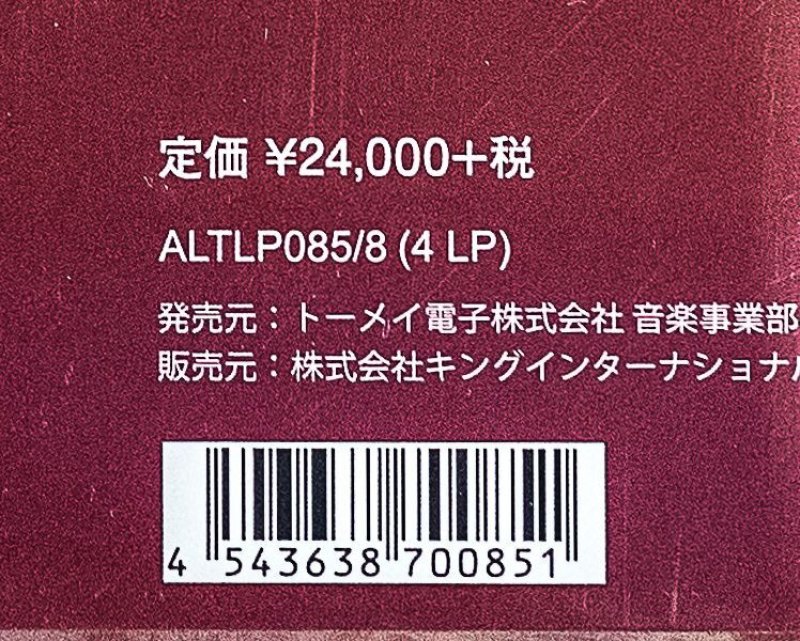 定価 ¥24,000+税
ALTLP085/8 (4 LP)
発売元：トーメイ電子株式会社 音楽事業部
販売元：株式会社キングインターナショナル
4 543638 700851